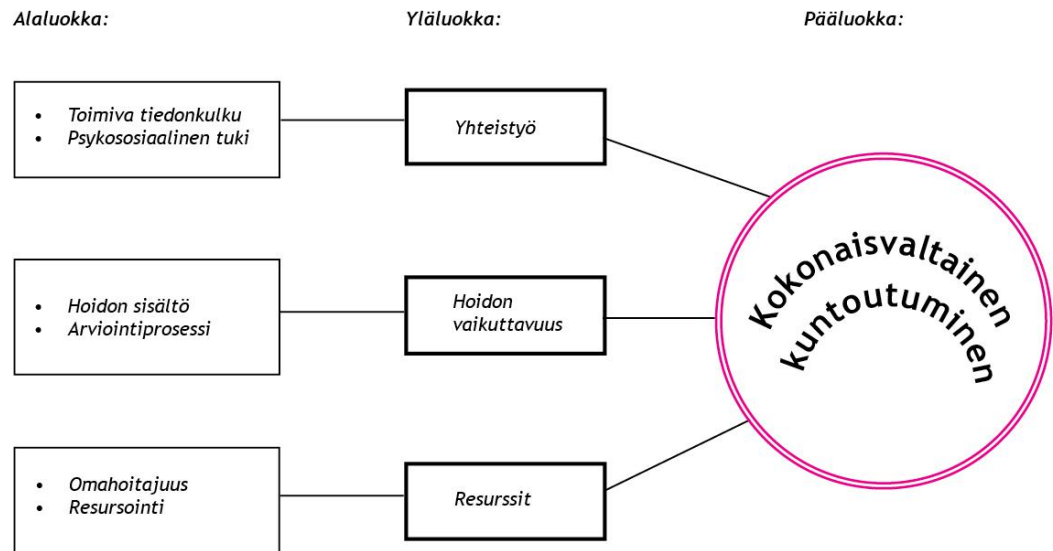 Alaluokka: Yläluokka: Pääluokka:
• Toimiva tiedonkulku
• Psykososiaalinen tuki
Yhteistyö
• Hoidon sisältö
• Arviointiprosessi
Hoidon
vaikuttavuus
Kokonaisvaltainen
kuntoutuminen
• Omahoitajuus
• Resursointi
Resurssit